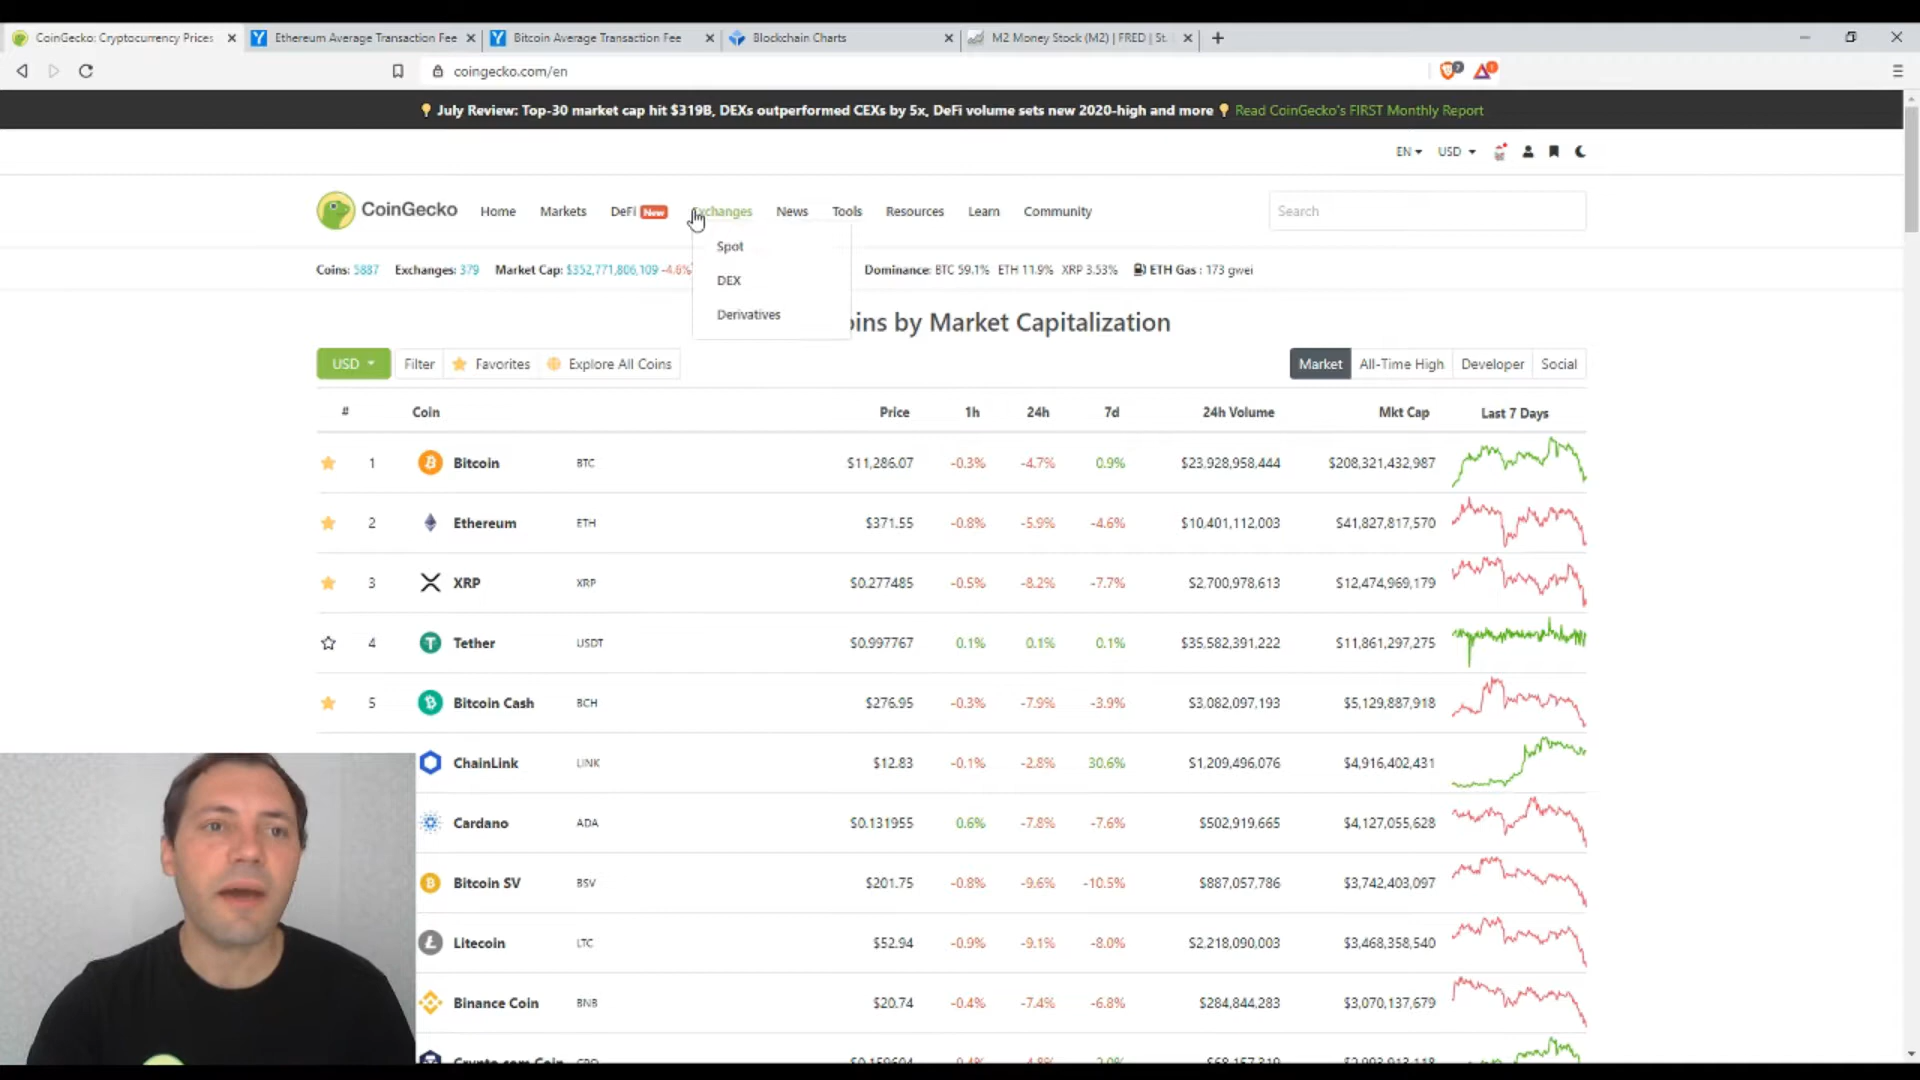 CoinGecko: Cryptocurrency Prices
Ethereum Average Transaction Fee
Bitcoin Average Transaction Fee
Blockchain Charts
M2 Money Stock (M2) | FRED | St.
coingecko.com/en
July Review: Top-30 market cap hit $319B, DEXs outperformed CEXs by 5x, DeFi volume sets new 2020-high and more Read CoinGecko's FIRST Monthly Report
EN USD
CoinGecko Home Markets DeFi New Exchanges News Tools Resources Learn Community Search
Coins: 5887 Exchanges: 379 Market Cap: $352,771,806,109 -4.6% Dominance: BTC 59.1% ETH 11.9% XRP 3.53% ETH Gas : 173 gwei
Spot
DEX
Derivatives
by Market Capitalization
USD Filter Favorites Explore All Coins Market All-Time High Developer Social
# Coin Price 1h 24h 7d 24h Volume Mkt Cap Last 7 Days
1 Bitcoin BTC $11,286.07 -0.3% -4.7% 0.9% $23,928,958,444 $208,321,432,987
2 Ethereum ETH $371.55 -0.8% -5.9% -4.6% $10,401,112,003 $41,827,817,570
3 XRP XRP $0.277485 -0.5% -8.2% -7.7% $2,700,978,613 $12,474,969,179
4 Tether USDT $0.997767 0.1% 0.1% 0.1% $35,582,391,222 $11,861,297,275
5 Bitcoin Cash BCH $276.95 -0.3% -7.9% -3.9% $3,082,097,193 $5,129,887,918
ChainLink LINK $12.83 -0.1% -2.8% 30.6% $1,209,496,076 $4,916,402,431
Cardano ADA $0.131955 0.6% -7.8% -7.6% $502,919,665 $4,127,055,628
Bitcoin SV BSV $201.75 -0.8% -9.6% -10.5% $887,057,786 $3,742,403,097
Litecoin LTC $52.94 -0.9% -9.1% -8.0% $2,218,090,003 $3,468,358,540
Binance Coin BNB $20.74 -0.4% -7.4% -6.8% $284,844,283 $3,070,137,679